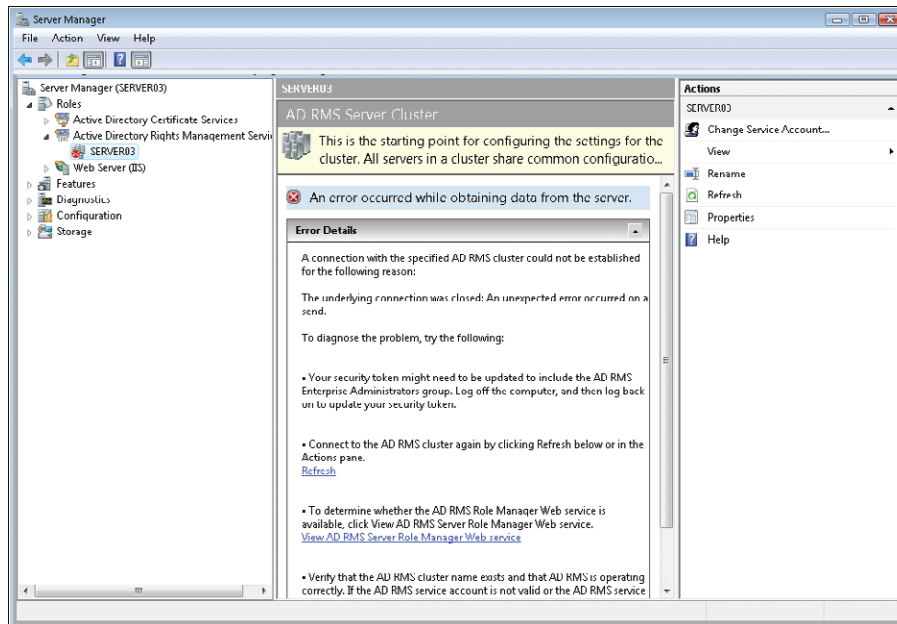 Server Manager
File Action View Help
Server Manager (SERVER03)
Roles
Active Directory Certificate Services
Active Directory Rights Management Servi
SERVER03
Web Server (IIS)
Features
Diagnostics
Configuration
Storage
SERVER03
AD RMS Server Cluster
This is the starting point for configuring the settings for the
cluster. All servers in a cluster share common configuratio...
An error occurred while obtaining data from the server.
Error Details
A connection with the specified AD RMS cluster could not be established
for the following reason:
The underlying connection was closed: An unexpected error occurred on a
send.
To diagnose the problem, try the following:
• Your security token might need to be updated to include the AD RMS
Enterprise Administrators group. Log off the computer, and then log back
on to update your security token.
• Connect to the AD RMS cluster again by clicking Refresh below or in the
Actions pane.
Refresh
• To determine whether the AD RMS Role Manager Web service is
available, click View AD RMS Server Role Manager Web service.
View AD RMS Server Role Manager Web service
• Verify that the AD RMS cluster name exists and that AD RMS is operating
correctly. If the AD RMS service account is not valid or the AD RMS service
Actions
SERVER03
Change Service Account...
View
Rename
Refresh
Properties
Help